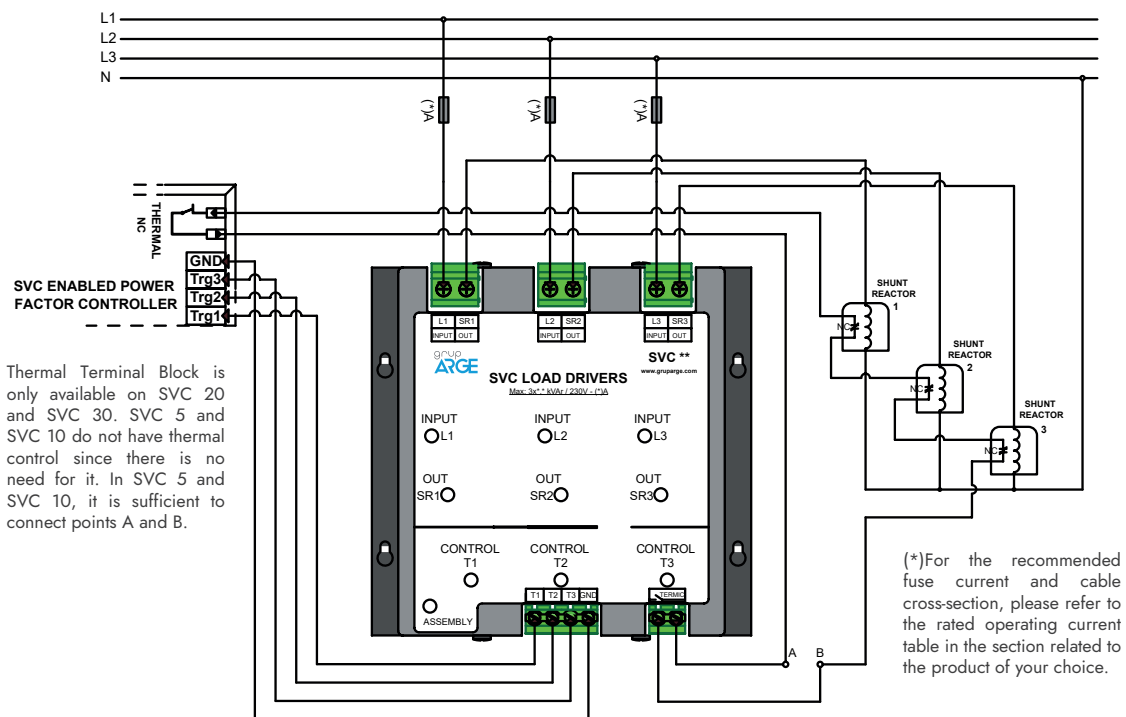 L1
L2
L3
N
(*)A
(*)A
(*)A
THERMAL
NC
GND
Trg3
Trg2
Trg1
SVC ENABLED POWER
FACTOR CONTROLLER
Thermal Terminal Block is
only available on SVC 20
and SVC 30. SVC 5 and
SVC 10 do not have thermal
control since there is no
need for it. In SVC 5 and
SVC 10, it is sufficient to
connect points A and B.
L1 SR1
INPUT OUT
L2 SR2
INPUT OUT
L3 SR3
INPUT OUT
grup
ARGE
SVC **
www.gruparge.com
SVC LOAD DRIVERS
Max: 3x*,* kVAr / 230V - (*)A
INPUT
L1
INPUT
L2
INPUT
L3
OUT
SR1
OUT
SR2
OUT
SR3
CONTROL
T1
CONTROL
T2
CONTROL
T3
T1 T2 T3 GND
TERMIC
ASSEMBLY
SHUNT
REACTOR
1
NC
SHUNT
REACTOR
2
NC
SHUNT
REACTOR
3
NC
A
B
(*)For the recommended
fuse current and cable
cross-section, please refer to
the rated operating current
table in the section related to
the product of your choice.